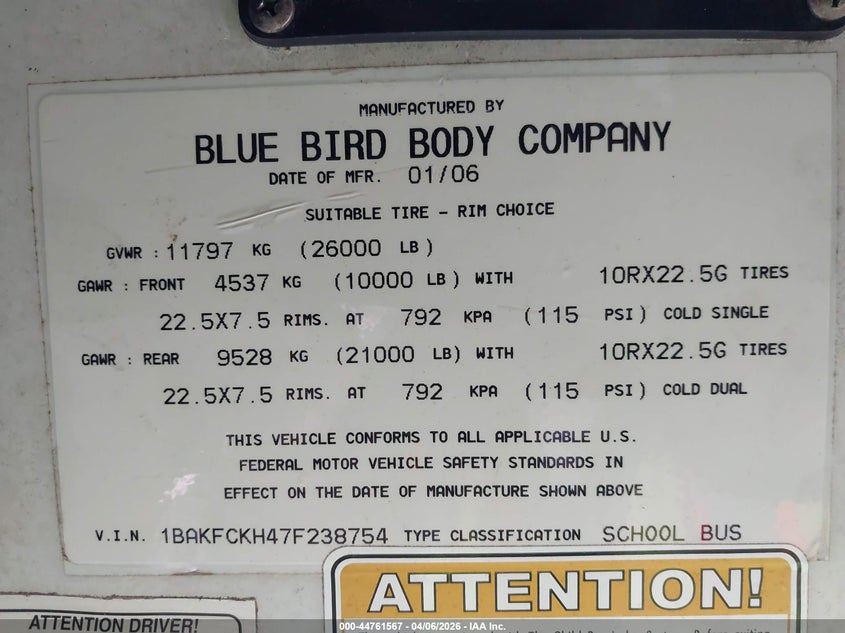 MANUFACTURED BY
BLUE BIRD BODY COMPANY
DATE OF MFR. 01/06
SUITABLE TIRE - RIM CHOICE
GVWR : 11797 KG (26000 LB)
GAWR : FRONT 4537 KG (10000 LB) WITH 10RX22.5G TIRES
22.5X7.5 RIMS. AT 792 KPA (115 PSI) COLD SINGLE
GAWR : REAR 9528 KG (21000 LB) WITH 10RX22.5G TIRES
22.5X7.5 RIMS. AT 792 KPA (115 PSI) COLD DUAL
THIS VEHICLE CONFORMS TO ALL APPLICABLE U.S.
FEDERAL MOTOR VEHICLE SAFETY STANDARDS IN
EFFECT ON THE DATE OF MANUFACTURE SHOWN ABOVE
V.I.N. 1BAKFCKH47F238754 TYPE CLASSIFICATION SCHOOL BUS
ATTENTION!
ATTENTION DRIVER!
000-44761567 - 04/06/2026 - IAA Inc.